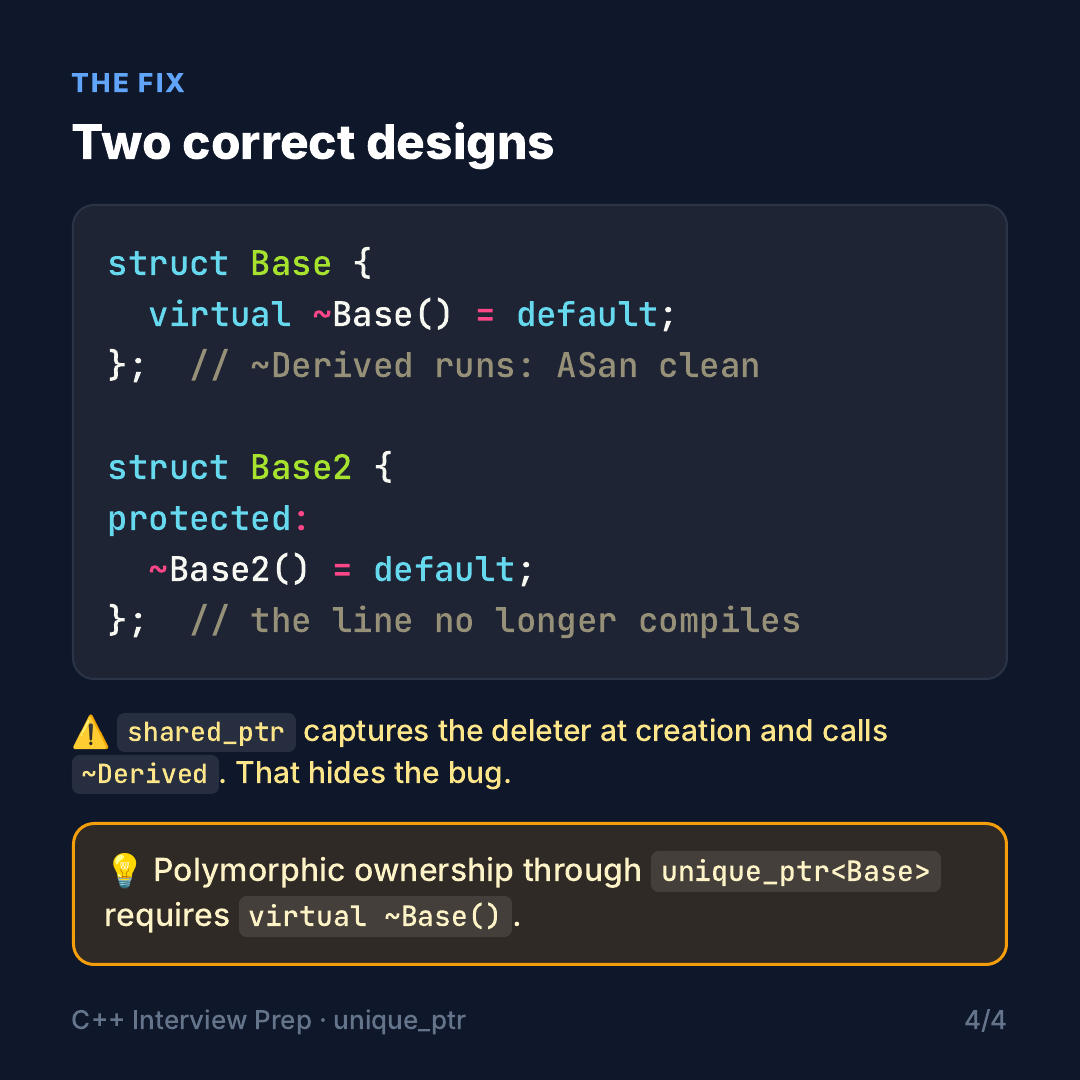 THE FIX
Two correct designs
struct Base {
  virtual ~Base() = default;
};  // ~Derived runs: ASan clean

struct Base2 {
protected:
  ~Base2() = default;
};  // the line no longer compiles
⚠️ shared_ptr captures the deleter at creation and calls
~Derived. That hides the bug.
💡 Polymorphic ownership through unique_ptr<Base>
requires virtual ~Base().
C++ Interview Prep · unique_ptr
4/4